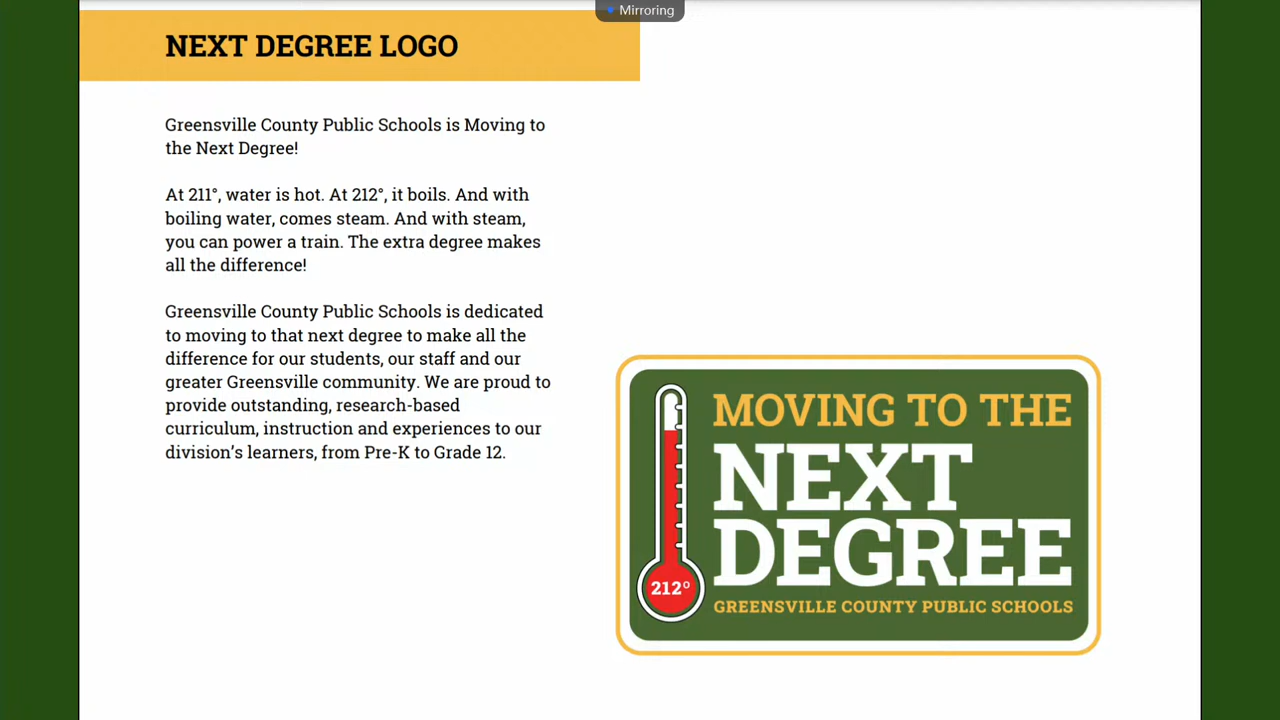 Mirroring
NEXT DEGREE LOGO
Greensville County Public Schools is Moving to
the Next Degree!
At 211°, water is hot. At 212°, it boils. And with
boiling water, comes steam. And with steam,
you can power a train. The extra degree makes
all the difference!
Greensville County Public Schools is dedicated
to moving to that next degree to make all the
difference for our students, our staff and our
greater Greensville community. We are proud to
provide outstanding, research-based
curriculum, instruction and experiences to our
division’s learners, from Pre-K to Grade 12.
MOVING TO THE
NEXT
DEGREE
212°
GREENSVILLE COUNTY PUBLIC SCHOOLS